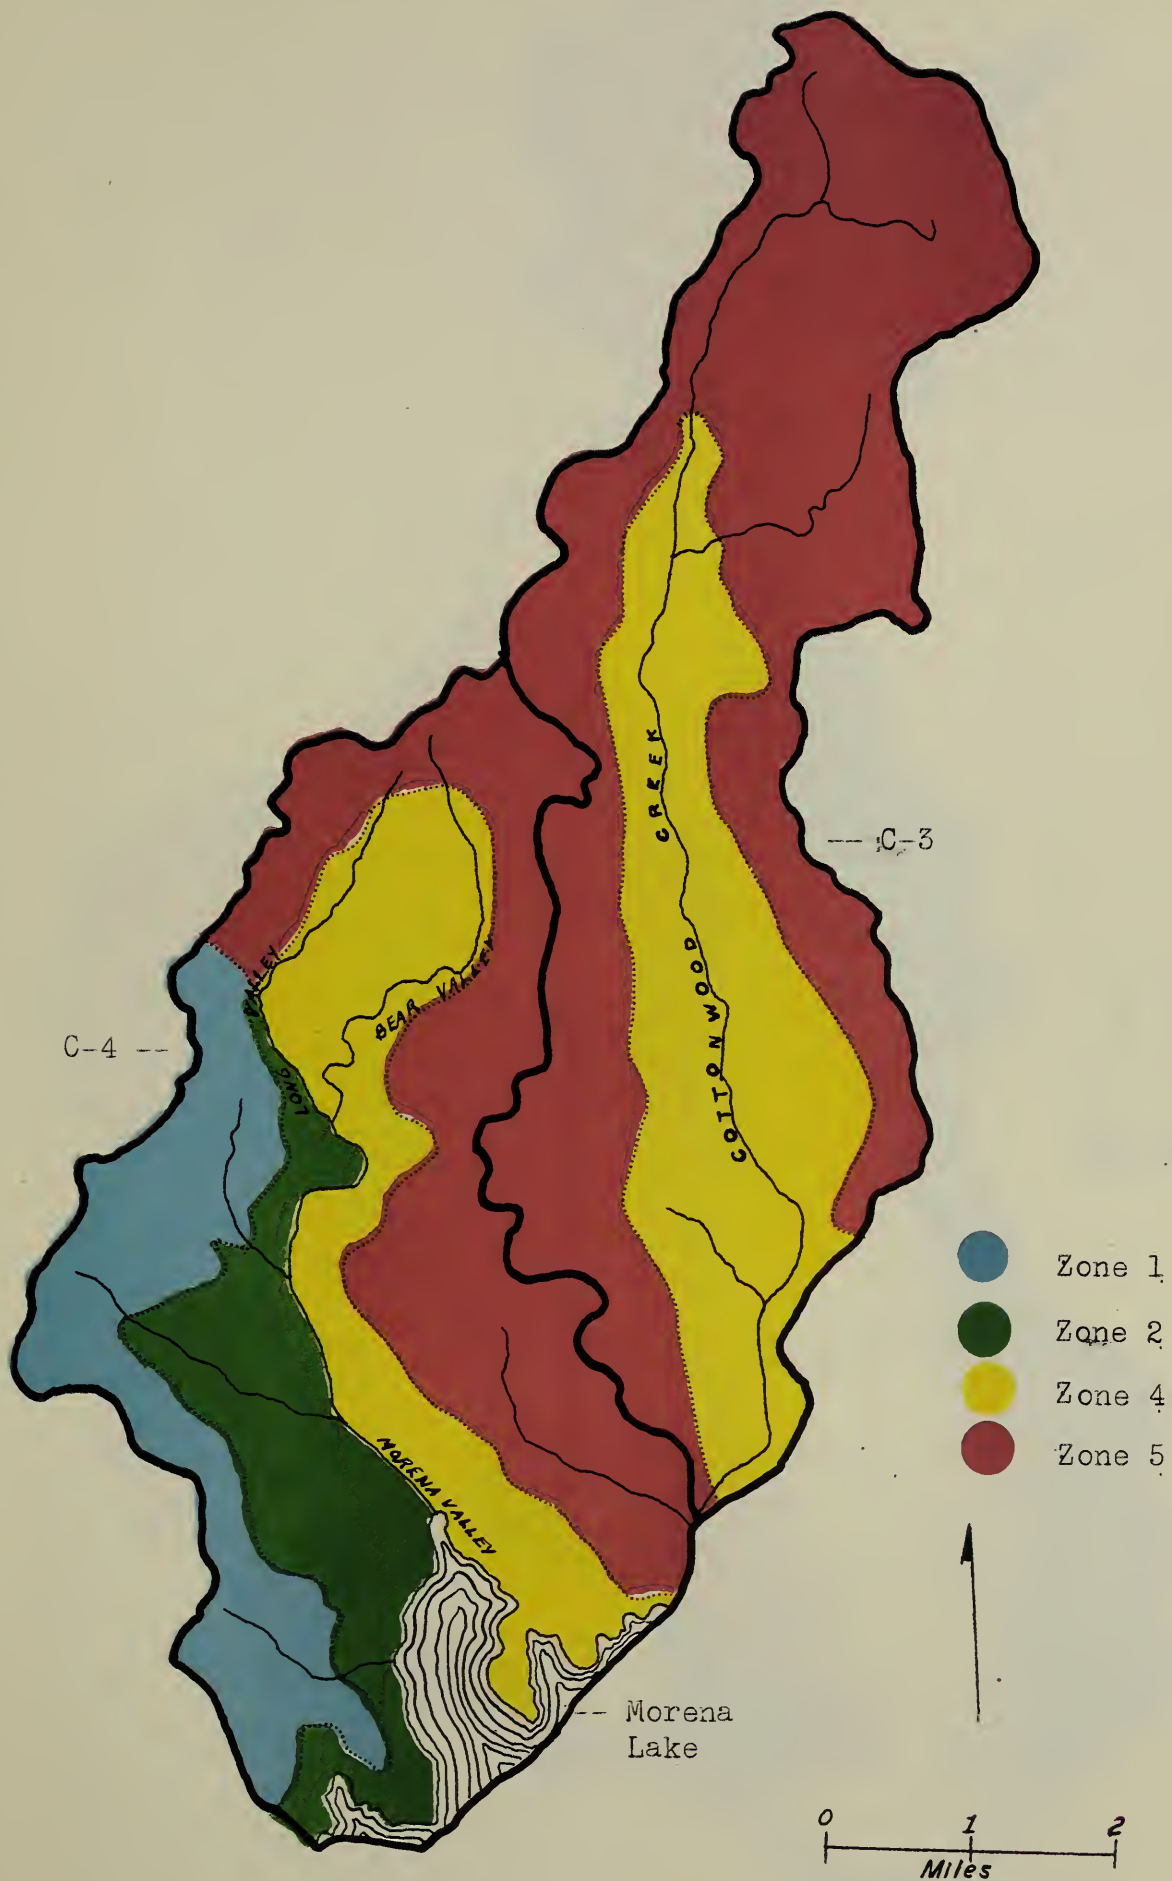 CREEK
-- C-3
COTTONWOOD
VALLEY
BEAR VALLEY
C-4 --
LONG
Zone 1
Zone 2
Zone 4
MORENA VALLEY
Zone 5
-- Morena
Lake
0 1 2
Miles